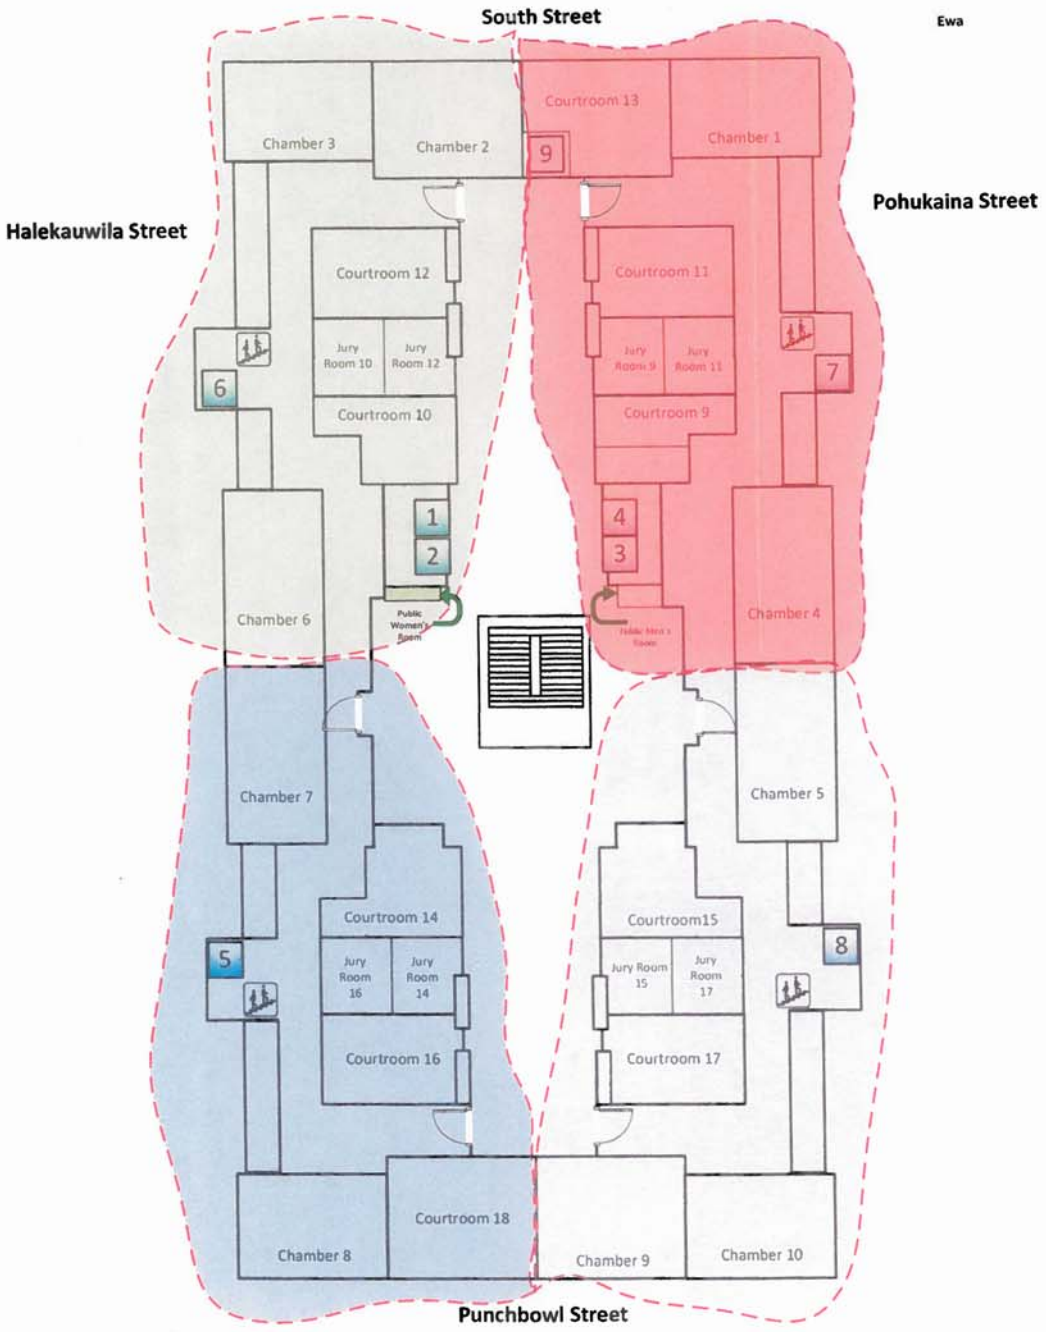 South Street
Ewa
Courtroom 13
Chamber 3
Chamber 2
Chamber 1
9
Pohukaina Street
Halekauwila Street
Courtroom 12
Courtroom 11
Jury
Room 10
Jury
Room 12
Jury
Room 9
Jury
Room 11
6
7
Courtroom 10
Courtroom 9
1
2
4
3
Chamber 6
Public
Women's
Room
Public Men's
Room
Chamber 4
Chamber 7
Chamber 5
Courtroom 14
Courtroom15
5
8
Jury
Room
16
Jury
Room
14
Jury Room
15
Jury
Room
17
Courtroom 16
Courtroom 17
Chamber 8
Courtroom 18
Chamber 9
Chamber 10
Punchbowl Street